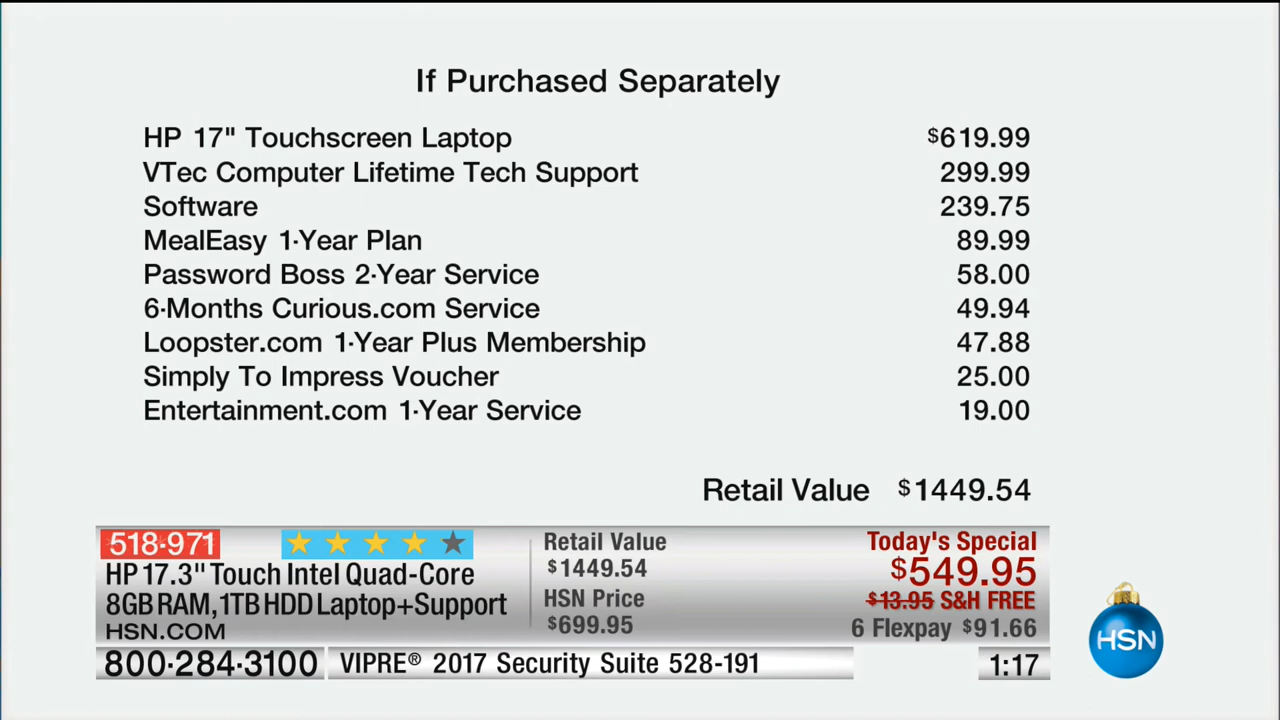 If Purchased Separately
HP 17" Touchscreen Laptop $619.99
VTec Computer Lifetime Tech Support 299.99
Software 239.75
MealEasy 1-Year Plan 89.99
Password Boss 2-Year Service 58.00
6-Months Curious.com Service 49.94
Loopster.com 1-Year Plus Membership 47.88
Simply To Impress Voucher 25.00
Entertainment.com 1-Year Service 19.00
Retail Value $1449.54
518-971
HP 17.3" Touch Intel Quad-Core
8GB RAM, 1TB HDD Laptop+Support
HSN.COM
Retail Value
$1449.54
HSN Price
$699.95
Today's Special
$549.95
$13.95 S&H FREE
6 Flexpay $91.66
800-284-3100 VIPRE® 2017 Security Suite 528-191 1:17
HSN